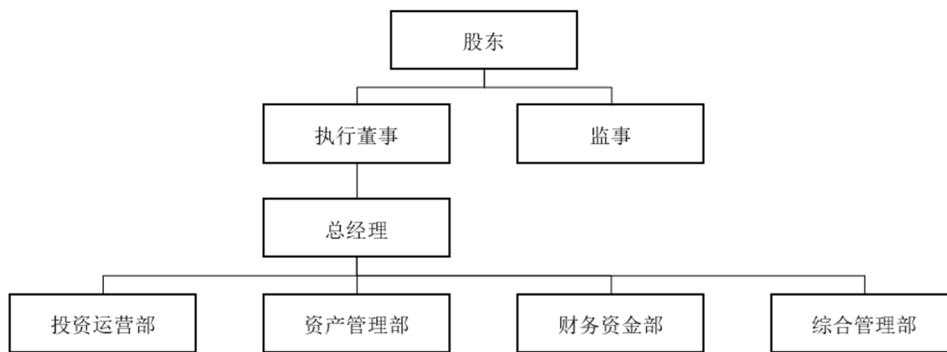 股东
执行董事
监事
总经理
投资运营部
资产管理部
财务资金部
综合管理部